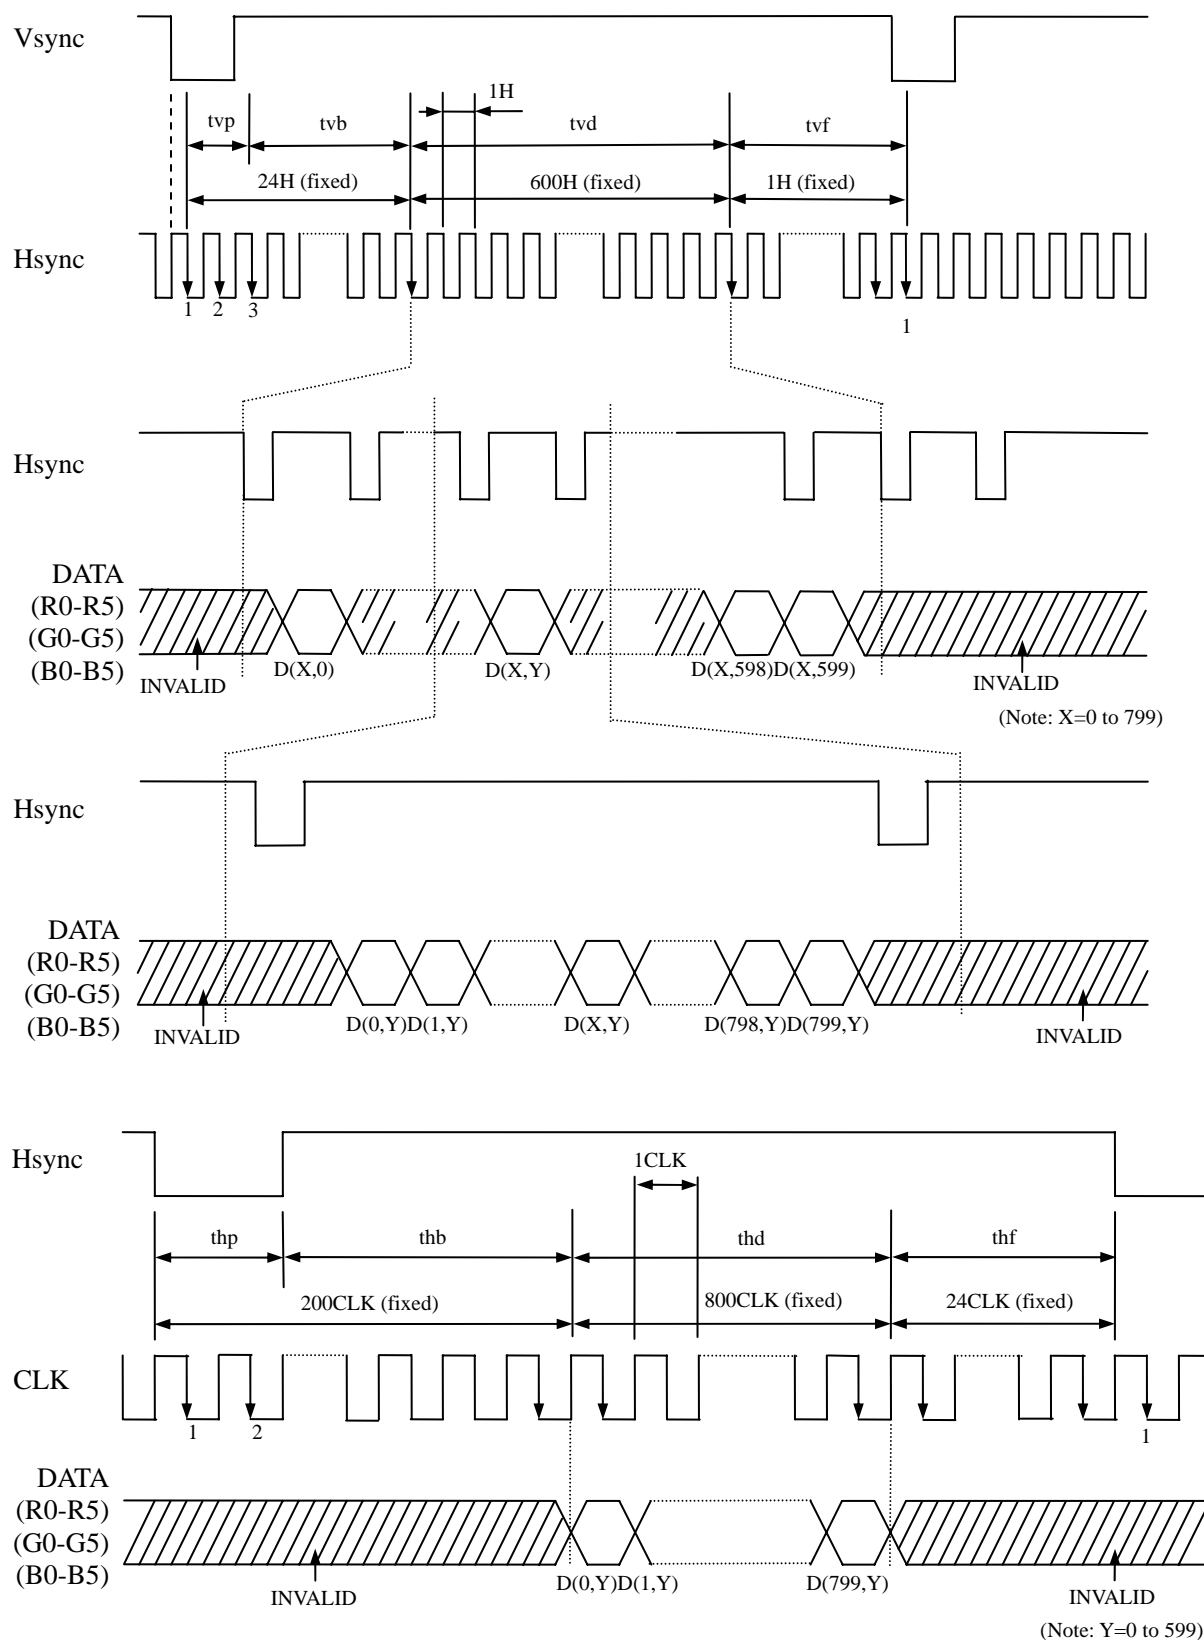 Vsync
1H
tvp tvb tvd tvf
24H (fixed) 600H (fixed) 1H (fixed)
Hsync
1 2 3 1
Hsync
DATA
(R0-R5)
(G0-G5)
(B0-B5)
INVALID D(X,0) D(X,Y) D(X,598)D(X,599) INVALID
(Note: X=0 to 799)
Hsync
DATA
(R0-R5)
(G0-G5)
(B0-B5)
INVALID D(0,Y)D(1,Y) D(X,Y) D(798,Y)D(799,Y) INVALID
Hsync
1CLK
thp thb thd thf
200CLK (fixed) 800CLK (fixed) 24CLK (fixed)
CLK
1 2 1
DATA
(R0-R5)
(G0-G5)
(B0-B5)
INVALID D(0,Y)D(1,Y) D(799,Y) INVALID
(Note: Y=0 to 599)